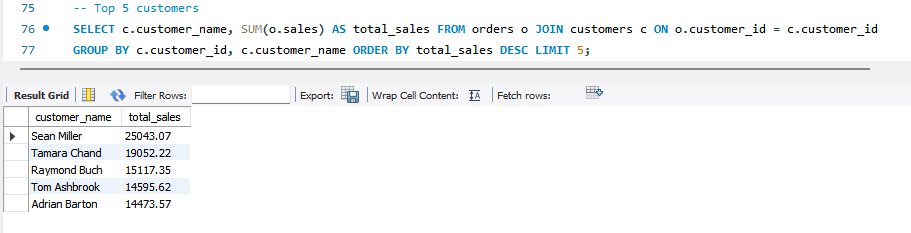 75 -- Top 5 customers
76 SELECT c.customer_name, SUM(o.sales) AS total_sales FROM orders o JOIN customers c ON o.customer_id = c.customer_id
77 GROUP BY c.customer_id, c.customer_name ORDER BY total_sales DESC LIMIT 5;
Result Grid Filter Rows: Export: Wrap Cell Content: Fetch rows:
customer_name total_sales
Sean Miller 25043.07
Tamara Chand 19052.22
Raymond Buch 15117.35
Tom Ashbrook 14595.62
Adrian Barton 14473.57